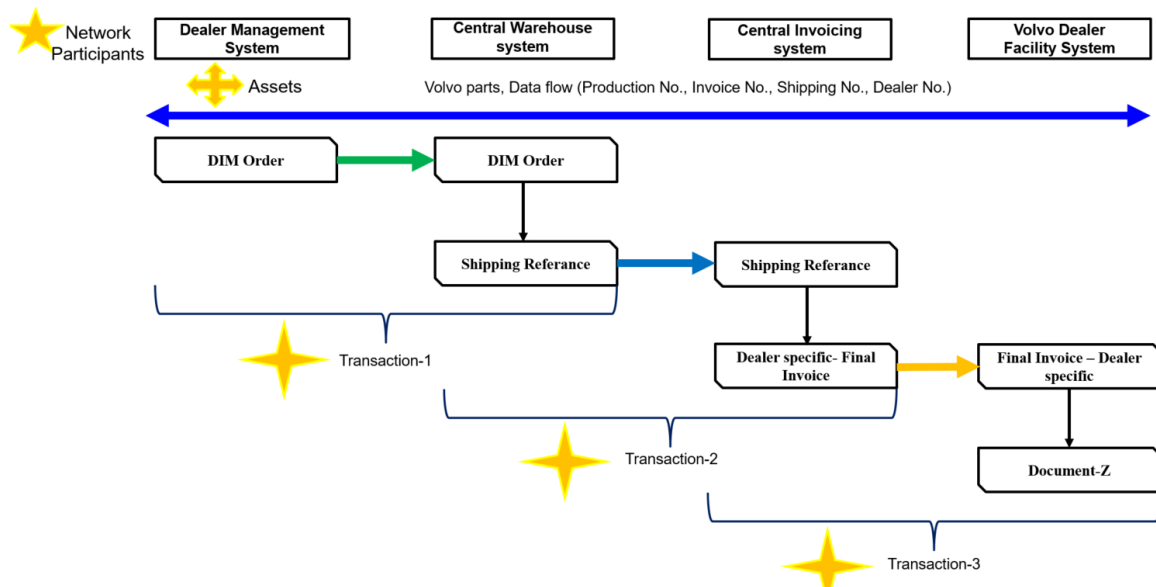 Network
Participants
Dealer Management
System
Central Warehouse
system
Central Invoicing
system
Volvo Dealer
Facility System
Assets
Volvo parts, Data flow (Production No., Invoice No., Shipping No., Dealer No.)
DIM Order
DIM Order
Shipping Referance
Shipping Referance
Transaction-1
Dealer specific- Final
Invoice
Final Invoice – Dealer
specific
Transaction-2
Document-Z
Transaction-3